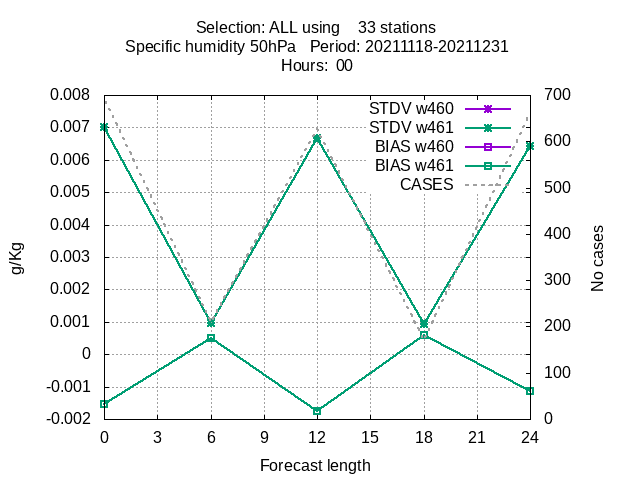 Selection: ALL using    33 stations
Specific humidity 50hPa   Period: 20211118-20211231
Hours:  00
0.008
0.007
0.006
0.005
0.004
0.003
0.002
0.001
0
-0.001
-0.002
g/Kg
STDV w460
STDV w461
BIAS w460
BIAS w461
CASES
700
600
500
400
300
200
100
0
No cases
0 3 6 9 12 15 18 21 24
Forecast length